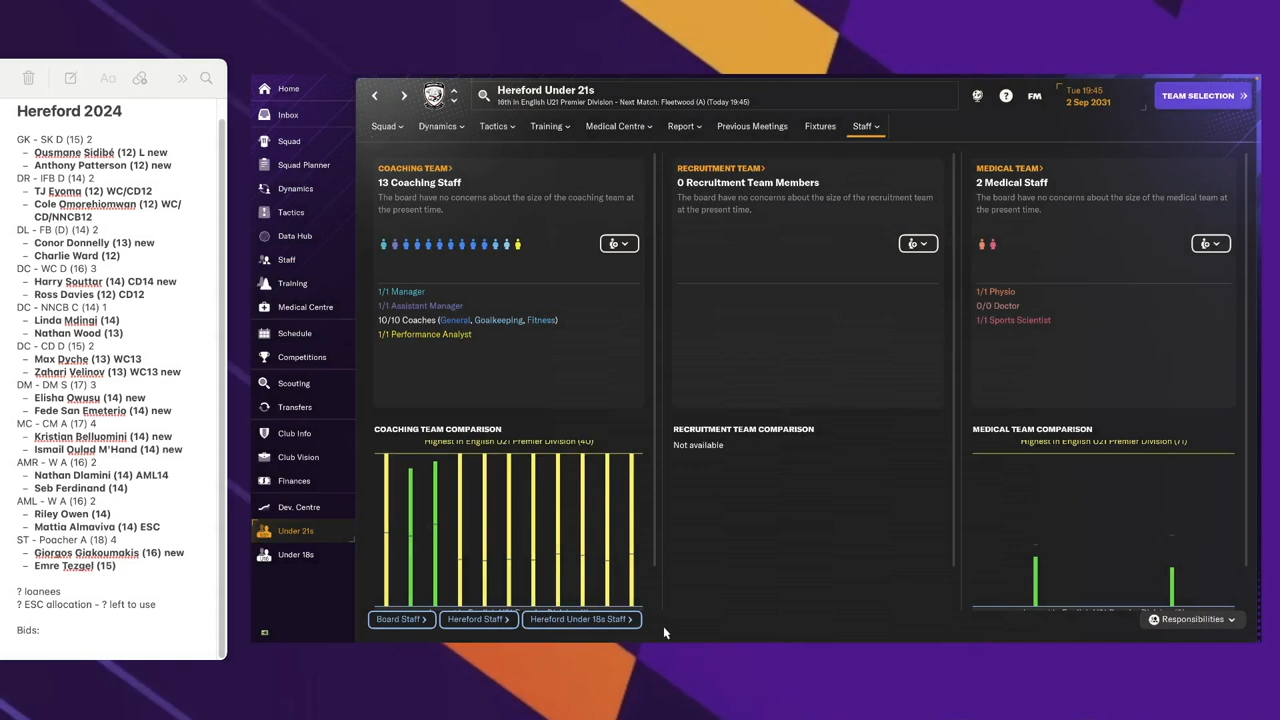 Hereford 2024
GK - SK D (15) 2
– Ousmane Sidibé (12) L new
– Anthony Patterson (12) new
DR - IFB D (14) 2
– TJ Eyoma (12) WC/CD12
– Cole Omorehiomwan (12) WC/
CD/NNCB12
DL - FB (D) (14) 2
– Conor Donnelly (13) new
– Charlie Ward (12)
DC - WC D (16) 3
– Harry Souttar (14) CD14 new
– Ross Davies (12) CD12
DC - NNCB C (14) 1
– Linda Mdingi (14)
– Nathan Wood (13)
DC - CD D (15) 2
– Max Dyche (13) WC13
– Zahari Velinov (13) WC13 new
DM - DM S (17) 3
– Elisha Owusu (14) new
– Fede San Emeterio (14) new
MC - CM A (17) 4
– Kristian Belluomini (14) new
– Ismail Oulad M'Hand (14) new
AMR - W A (16) 2
– Nathan Dlamini (14) AML14
– Seb Ferdinand (14)
AML - W A (16) 2
– Riley Owen (14)
– Mattia Almaviva (14) ESC
ST - Poacher A (18) 4
– Giorgos Giakoumakis (16) new
– Emre Tezgel (15)
? loanees
? ESC allocation - ? left to use
Bids:
Home
Inbox
Squad
Squad Planner
Dynamics
Tactics
Data Hub
Staff
Training
Medical Centre
Schedule
Competitions
Scouting
Transfers
Club Info
Club Vision
Finances
Dev. Centre
Under 21s
Under 18s
Hereford Under 21s
16th in English U21 Premier Division - Next Match: Fleetwood (A) (Today 19:45)
? FM
Tue 19:45
2 Sep 2031
TEAM SELECTION
Squad Dynamics Tactics Training Medical Centre Report Previous Meetings Fixtures Staff
COACHING TEAM
13 Coaching Staff
The board have no concerns about the size of the coaching team at
the present time.
1/1 Manager
1/1 Assistant Manager
10/10 Coaches (General, Goalkeeping, Fitness)
1/1 Performance Analyst
RECRUITMENT TEAM
0 Recruitment Team Members
The board have no concerns about the size of the recruitment team
at the present time.
MEDICAL TEAM
2 Medical Staff
The board have no concerns about the size of the medical team at
the present time.
1/1 Physio
0/0 Doctor
1/1 Sports Scientist
COACHING TEAM COMPARISON
Highest in English U21 Premier Division (40)
RECRUITMENT TEAM COMPARISON
Not available
MEDICAL TEAM COMPARISON
Highest in English U21 Premier Division (71)
Board Staff
Hereford Staff
Hereford Under 18s Staff
Responsibilities